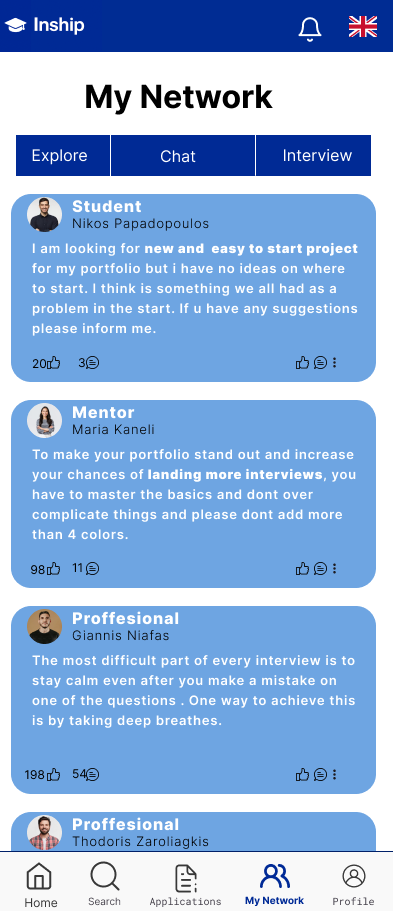 Inship
My Network
Explore Chat Interview
Student
Nikos Papadopoulos
I am looking for new and easy to start project
for my portfolio but i have no ideas on where
to start. I think is something we all had as a
problem in the start. If u have any suggestions
please inform me.
20 3
Mentor
Maria Kaneli
To make your portfolio stand out and increase
your chances of landing more interviews, you
have to master the basics and dont over
complicate things and please dont add more
than 4 colors.
98 11
Proffesional
Giannis Niafas
The most difficult part of every interview is to
stay calm even after you make a mistake on
one of the questions . One way to achieve this
is by taking deep breathes.
198 54
Proffesional
Thodoris Zaroliagkis
Home Search Applications My Network Profile